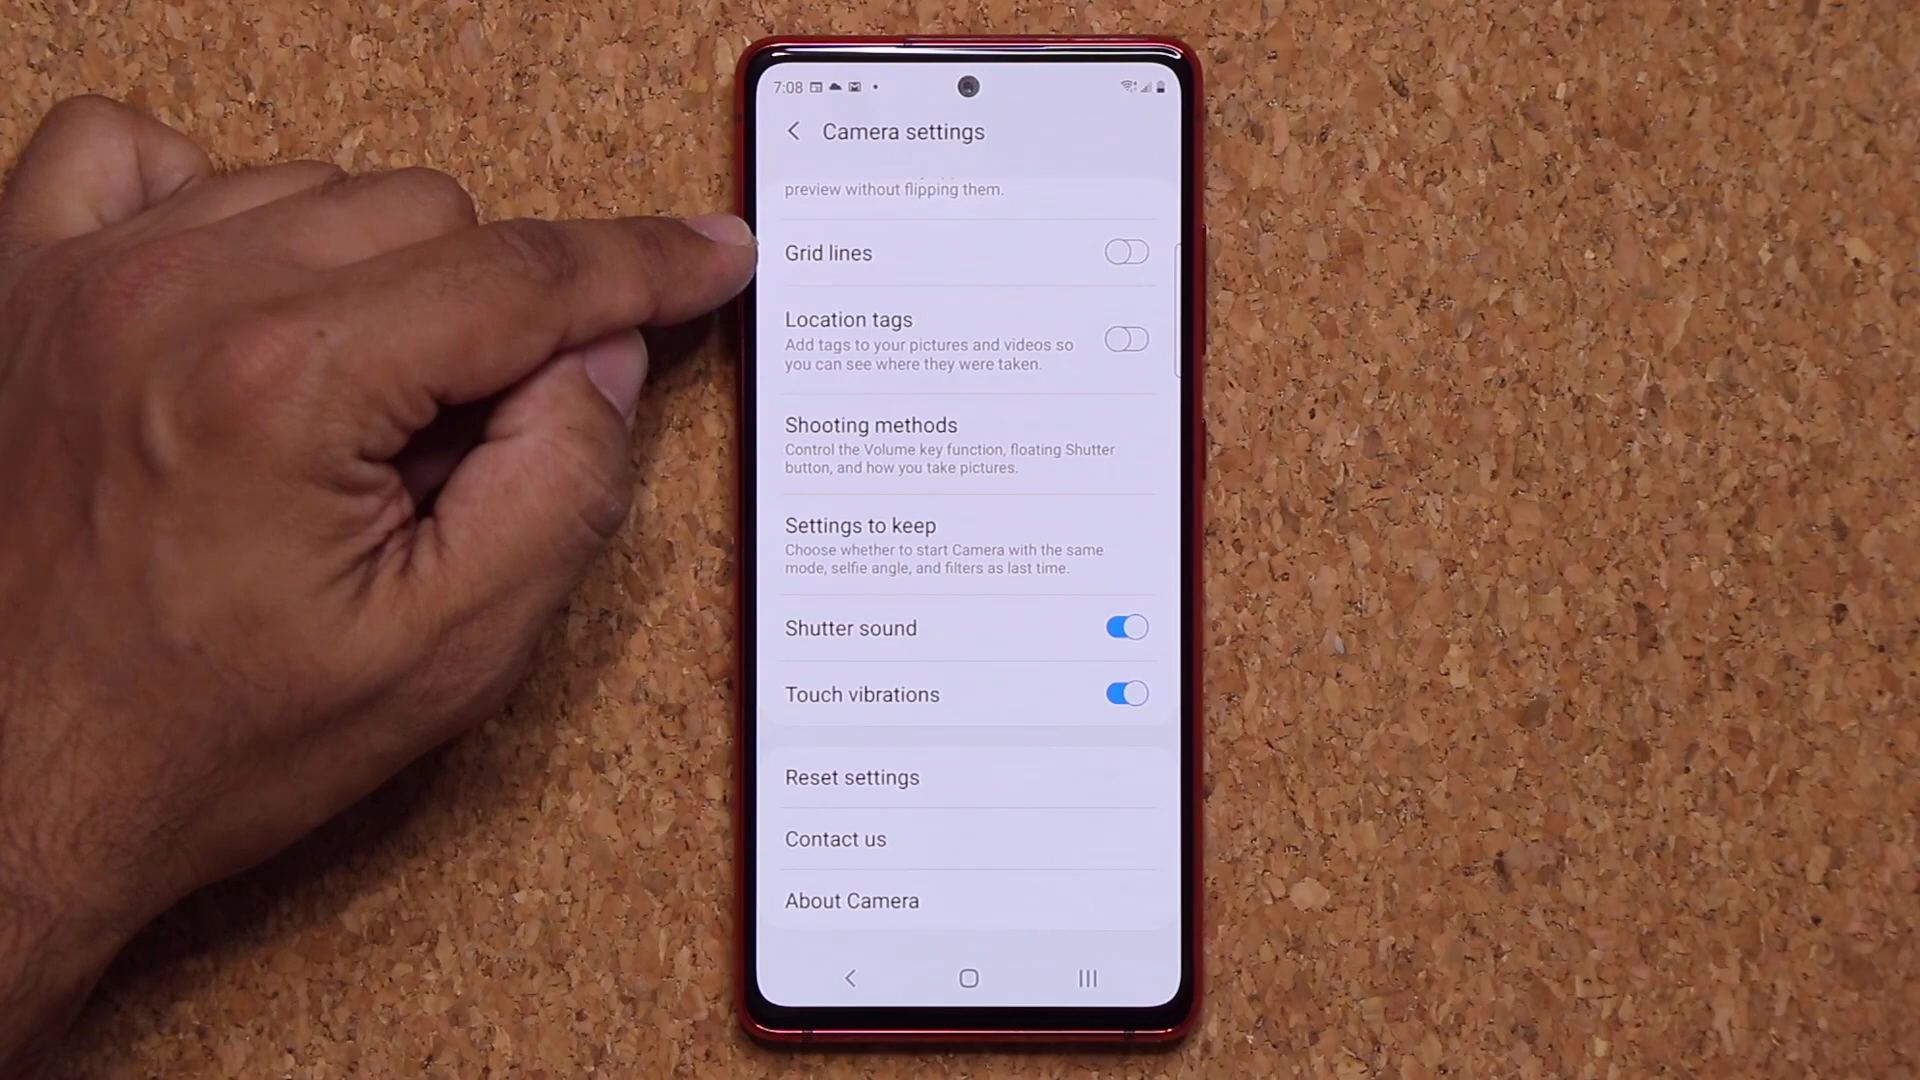 7:08
Camera settings
preview without flipping them.
Grid lines
Location tags
Add tags to your pictures and videos so
you can see where they were taken.
Shooting methods
Control the Volume key function, floating Shutter
button, and how you take pictures.
Settings to keep
Choose whether to start Camera with the same
mode, selfie angle, and filters as last time.
Shutter sound
Touch vibrations
Reset settings
Contact us
About Camera